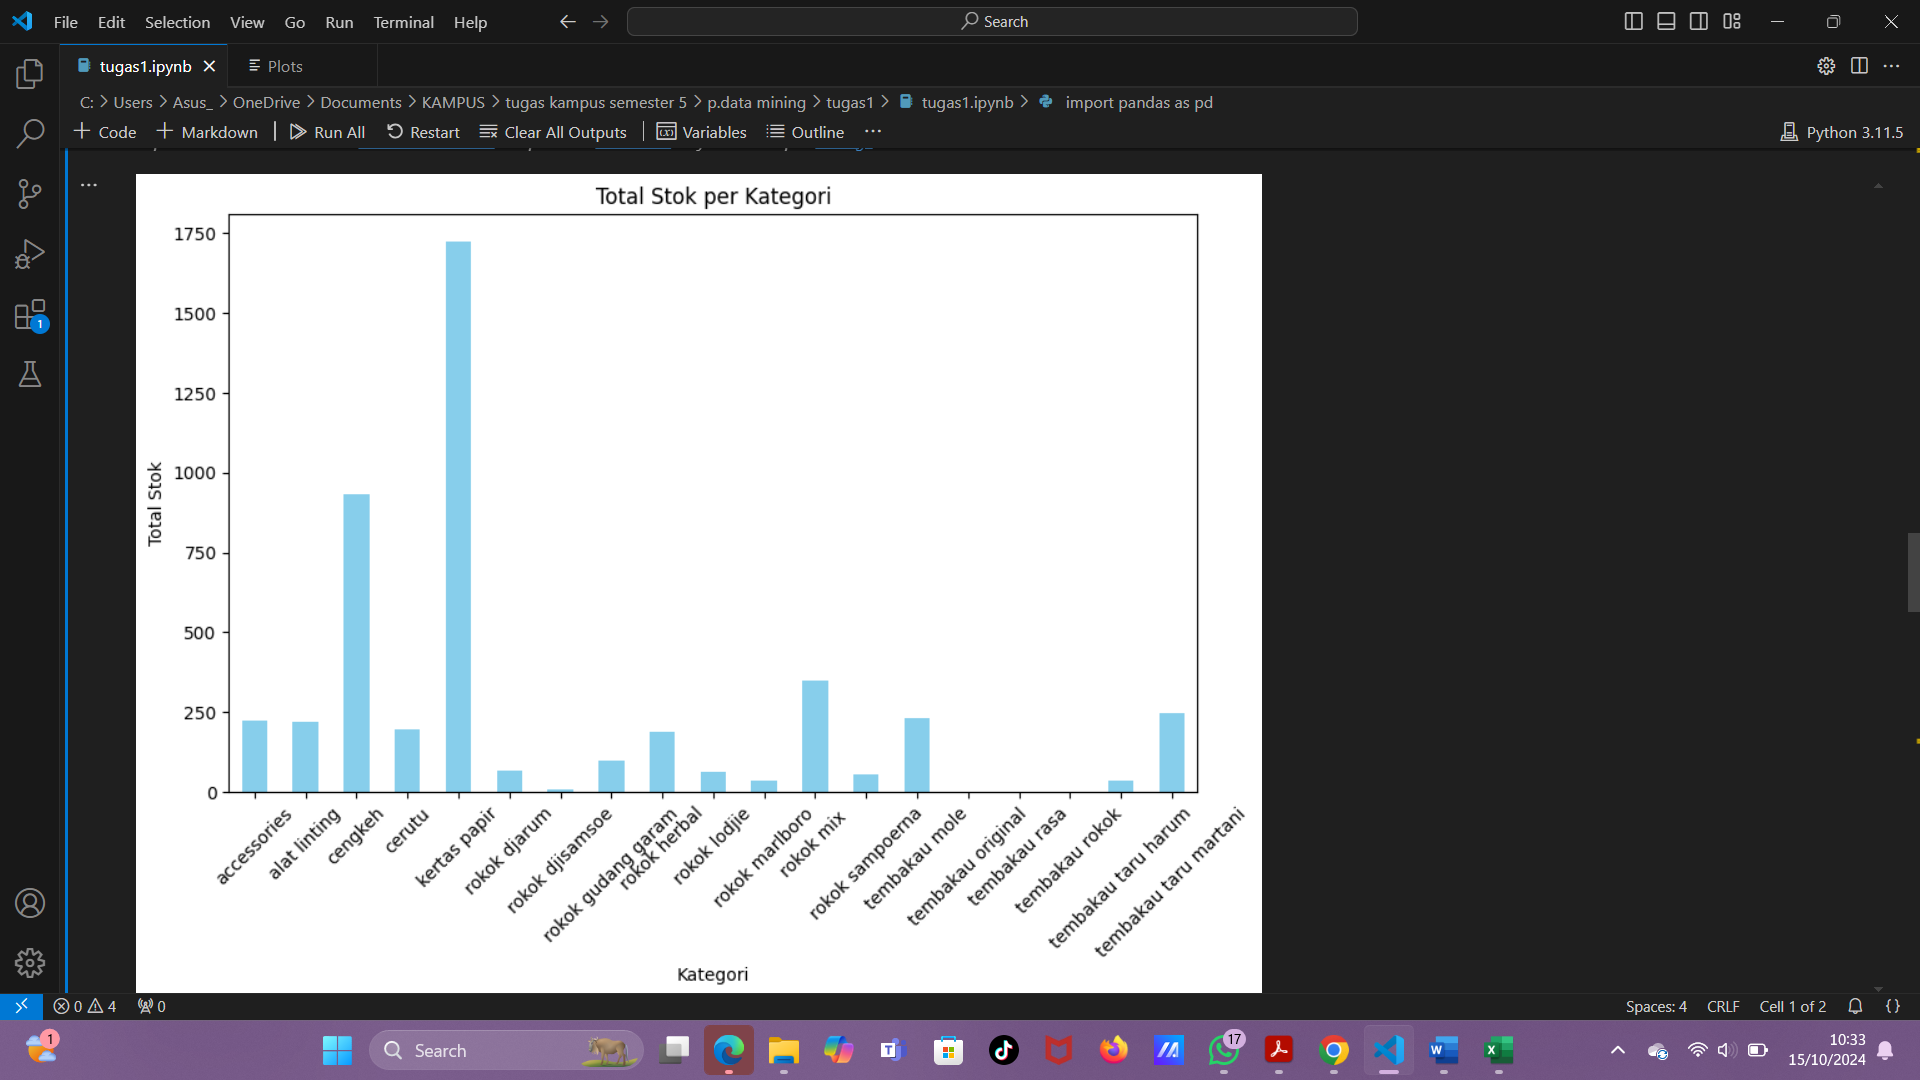 File Edit Selection View Go Run Terminal Help Search
tugas1.ipynb Plots
C: > Users > Asus_ > OneDrive > Documents > KAMPUS > tugas kampus semester 5 > p.data mining > tugas1 > tugas1.ipynb > import pandas as pd
+ Code + Markdown Run All Restart Clear All Outputs Variables Outline ... Python 3.11.5
Total Stok per Kategori
1750
1500
1250
1000
750
500
250
0
Total Stok
accessories
alat linting
cengkeh
cerutu
kertas papir
rokok djarum
rokok djisamsoe
rokok gudang garam
rokok herbal
rokok lodjie
rokok marlboro
rokok mix
rokok sampoerna
tembakau mole
tembakau original
tembakau rasa
tembakau rokok
tembakau taru harum
tembakau taru martani
Kategori
1
0 4 0 Spaces: 4 CRLF Cell 1 of 2 {}
1 Search 17 10:33
15/10/2024